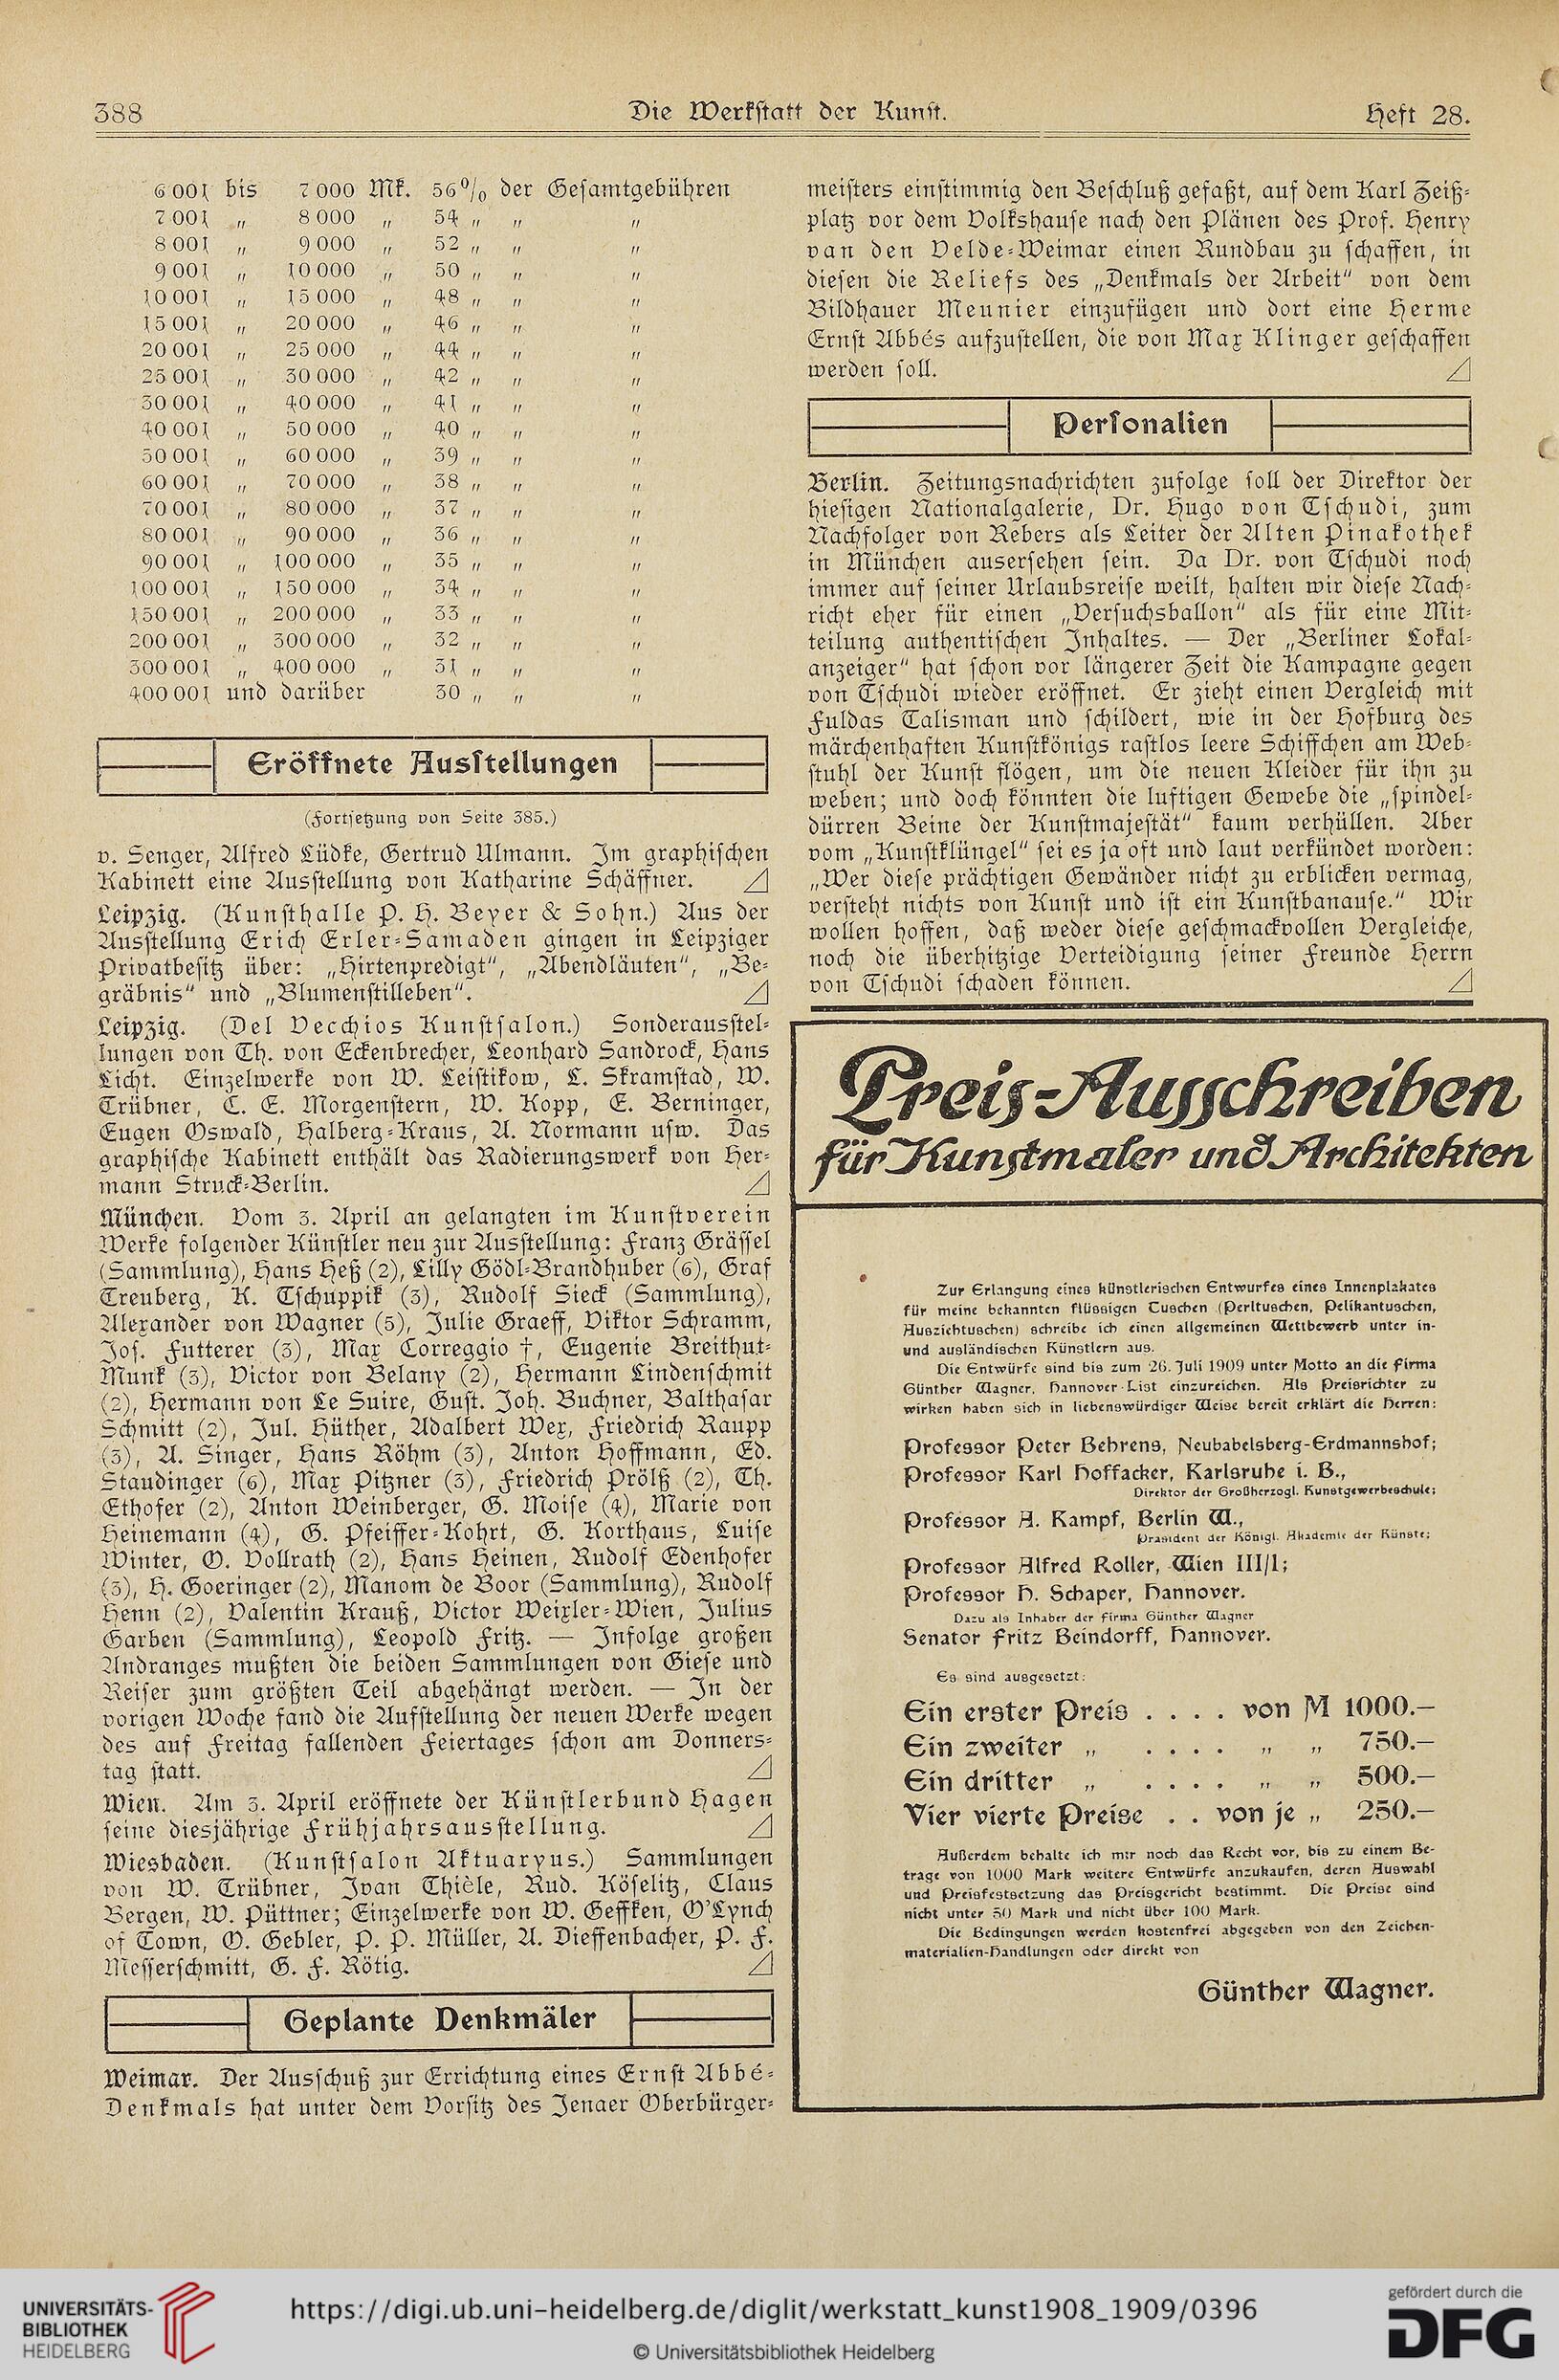 388
Die Werkstatt der Kunst.
Heft 28.
6 001 bis 7 000 Mk. 56% der Gesamtgebühren
7 001 „ 8 000 „ 54 „ „ „
8 001 „ 9 000 „ 52 „ „ „
9 001 „ 10 000 „ 50 „ „ „
10 001 „ 15 000 „ 48 „ „ „
15 001 „ 20 000 „ 46 „ „ „
20 001 „ 25 000 „ 44 „ „ „
25 001 „ 30 000 „ 42 „ „ „
30 001 „ 40 000 „ 41 „ „ „
40 001 „ 50 000 „ 40 „ „ „
50 001 „ 60 000 „ 39 „ „ „
60 001 „ 70 000 „ 38 „ „ „
70 001 „ 80 000 „ 37 „ „ „
80 001 „ 90 000 „ 36 „ „ „
90 001 „ 100 000 „ 35 „ „ „
100 001 „ 150 000 „ 34 „ „ „
150 001 „ 200 000 „ 33 „ „ „
200 001 „ 300 000 „ 32 „ „ „
300 001 „ 400 000 „ 31 „ „ „
400 001 und darüber 30 „ „ „
Eröffnete Ausstellungen
(Fortsetzung von Seite 385.)
v. Senger, Alfred Lüdke, Gertrud Ulmann. Im graphischen
Kabinett eine Ausstellung von Katharine Schäffner.
Leipzig. (Kunsthalle P. H. Beyer & Sohn.) Aus der
Ausstellung Erich Erler-Samaden gingen in Leipziger
Privatbesitz über: „Hirtenpredigt“, „Abendläuten“, „Be-
gräbnis“ und „Blumenstilleben“.
Leipzig. (Del Vecchios Kunstsalon.) Sonderausstel-
lungen von Th. von Eckenbrecher, Leonhard Sandrock, Hans
Licht. Einzelwerke von W. Leistikow, L. Skramstad, W.
Trübner, C. E. Morgenstern, W. Kopp, E. Berninger,
Eugen Oswald, Halberg-Kraus, A. Normann usw. Das
graphische Kabinett enthält das Radierungswerk von Her-
mann Struck-Berlin.
München. Vom 3. April an gelangten im Kunstverein
Werke folgender Künstler neu zur Ausstellung: Franz Grässel
(Sammlung), Hans Heß (2), Lilly Gödl-Brandhuber (6), Graf
Treuberg, K. Tschuppik (3), Rudolf Sieck (Sammlung),
Alexander von Wagner (5), Julie Graeff, Viktor Schramm,
Jos. Futterer (3), Max Correggio †, Eugenie Breithut-
Munk (3), Victor von Belany (2), Hermann Lindenschmit
(2), Hermann von Le Suire, Gust. Joh. Buchner, Balthasar
Schmitt (2), Jul. Hüther, Adalbert Wex, Friedrich Raupp
(3), A. Singer, Hans Röhm (3), Anton Hoffmann, Ed.
Staudinger (6), Max Pitzner (3), Friedrich Prölß (2), Th.
Ethofer (2), Anton Weinberger, G. Moise (4), Marie von
Heinemann (4), G. Pfeiffer-Kohrt, G. Korthaus, Luise
Winter, O. Vollrath (2), Hans Heinen, Rudolf Edenhofer
(3), H. Goeringer (2), Manom de Boor (Sammlung), Rudolf
Henn (2), Valentin Krauß, Victor Weixler-Wien, Julius
Garben (Sammlung), Leopold Fritz. — Infolge großen
Andranges mußten die beiden Sammlungen von Giese und
Reiser zum größten Teil abgehängt werden. — In der
vorigen Woche fand die Aufstellung der neuen Werke wegen
des auf Freitag fallenden Feiertages schon am Donners-
tag statt.
Wien. Am 3. April eröffnete der Künstlerbund Hagen
seine diesjährige Frühjahrsausstellung.
Wiesbaden. (Kunstsalon Aktuaryus.) Sammlungen
von W. Trübner, Ivan Thièle, Rud. Köselitz, Claus
Bergen, W. Püttner; Einzelwerke von W. Geffken, O'Lynch
of Town, O. Gebler, P. P. Müller, A. Dieffenbacher, P. F.
Messerschmitt, G. F. Rötig.
Geplante Denkmäler
Weimar. Der Ausschuß zur Errichtung eines Ernst Abbé-
Denkmals hat unter dem Vorsitz des Jenaer Oberbürger-
meisters einstimmig den Beschluß gefaßt, auf dem Karl Zeiß-
platz vor dem Volkshause nach den Plänen des Prof. Henry
van den Velde-Weimar einen Rundbau zu schaffen, in
diesen die Reliefs des „Denkmals der Arbeit“ von dem
Bildhauer Meunier einzufügen und dort eine Herme
Ernst Abbés aufzustellen, die von Max Klinger geschaffen
werden soll.
Personalien
Berlin. Zeitungsnachrichten zufolge soll der Direktor der
hiesigen Nationalgalerie, Dr. Hugo von Tschudi, zum
Nachfolger von Rebers als Leiter der Alten Pinakothek
in München ausersehen sein. Da Dr. von Tschudi noch
immer auf seiner Urlaubsreise weilt, halten wir diese Nach-
richt eher für einen „Versuchsballon“ als für eine Mit-
teilung authentischen Inhaltes. — Der „Berliner Lokal-
anzeiger“ hat schon vor längerer Zeit die Kampagne gegen
von Tschudi wieder eröffnet. Er zieht einen Vergleich mit
Fuldas Talisman und schildert, wie in der Hofburg des
märchenhaften Kunstkönigs rastlos leere Schiffchen am Web-
stuhl der Kunst flögen, um die neuen Kleider für ihn zu
weben; und doch könnten die luftigen Gewebe die „spindel-
dürren Beine der Kunstmajestät“ kaum verhüllen. Aber
vom „Kunstklüngel“ sei es ja oft und laut verkündet worden:
„Wer diese prächtigen Gewänder nicht zu erblicken vermag,
versteht nichts von Kunst und ist ein Kunstbanause.“ Wir
wollen hoffen, daß weder diese geschmackvollen Vergleiche,
noch die überhitzige Verteidigung seiner Freunde Herrn
von Tschudi schaden können.
Preis-Ausschreiben
für Kunstmaler und Architekten
Zur Erlangung eines künstlerischen Entwurfes eines Innenplakates
für meine bekannten flüssigen Tuschen (Perltuschen, Pelikantuschen,
Ausziehtuschen) schreibe ich einen allgemeinen Wettbewerb unter in-
und ausländischen Künstlern aus.
Die Entwürfe sind bis zum 26. Juli 1909 unter Motto an die Firma
Günther Wagner, Hannover-List einzureichen. Als Preisrichter zu
wirken haben sich in liebenswürdiger Weise bereit erklärt die Herren:
Professor Peter Behrens, Neubabelsberg-Erdmannshof;
Professor Karl Hoffacker, Karlsruhe i. B.,
Direktor der Großherzogl. Kunstgewerbeschule;
Professor A. Kampf, Berlin W.,
Präsident der Königl. Akademie der Künste;
Professor Alfred Roller, Wien III/1;
Professor H. Schaper, Hannover.
Dazu als Inhaber der Firma Günther Wagner
Senator Fritz Beindorff, Hannover.
Es sind ausgesetzt:
Ein erster Preis . . . . von M 1000.—
Ein zweiter „ . . . . „ „ 750.—
Ein dritter „ . . . . „ „ 500.—
Vier vierte Preise . . von je „ 250.—
Außerdem behalte ich mir noch das Recht vor, bis zu einem Be-
trage von 1000 Mark weitere Entwürfe anzukaufen, deren Auswahl
und Preisfestsetzung das Preisgericht bestimmt. Die Preise sind
nicht unter 50 Mark und nicht über 100 Mark.
Die Bedingungen werden kostenfrei abgegeben von den Zeichen-
materialien-Handlungen oder direkt von
Günther Wagner.
UNIVERSITÄTS-
BIBLIOTHEK
HEIDELBERG
https://digi.ub.uni-heidelberg.de/diglit/werkstatt_kunst1908_1909/0396
© Universitätsbibliothek Heidelberg
gefördert durch die
DFG